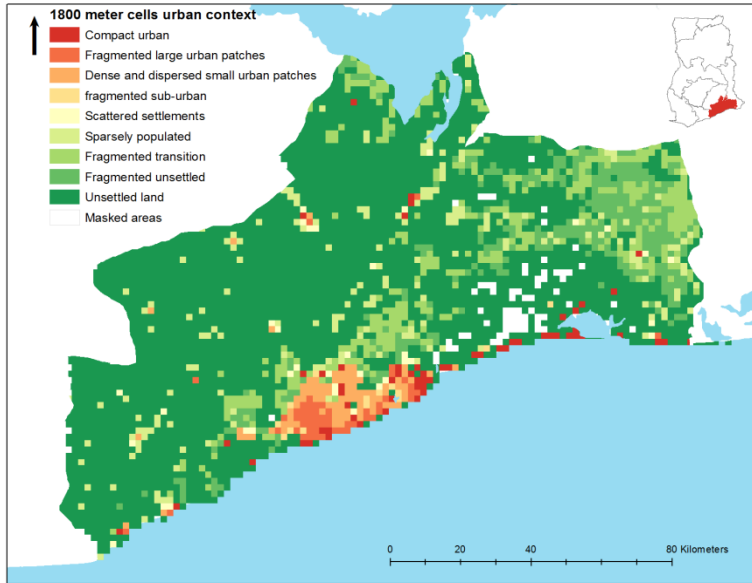 1800 meter cells urban context
Compact urban
Fragmented large urban patches
Dense and dispersed small urban patches
fragmented sub-urban
Scattered settlements
Sparsely populated
Fragmented transition
Fragmented unsettled
Unsettled land
Masked areas
0 20 40 80 Kilometers